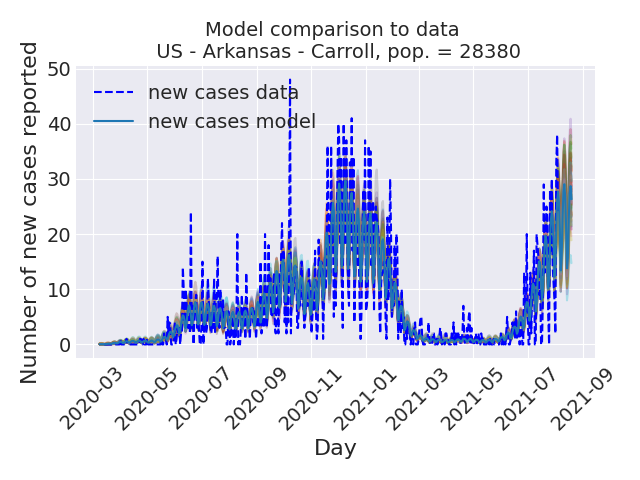 Model comparison to data
US - Arkansas - Carroll, pop. = 28380
Number of new cases reported
50
40
30
20
10
0
new cases data
new cases model
2020-03
2020-05
2020-07
2020-09
2020-11
2021-01
2021-03
2021-05
2021-07
2021-09
Day